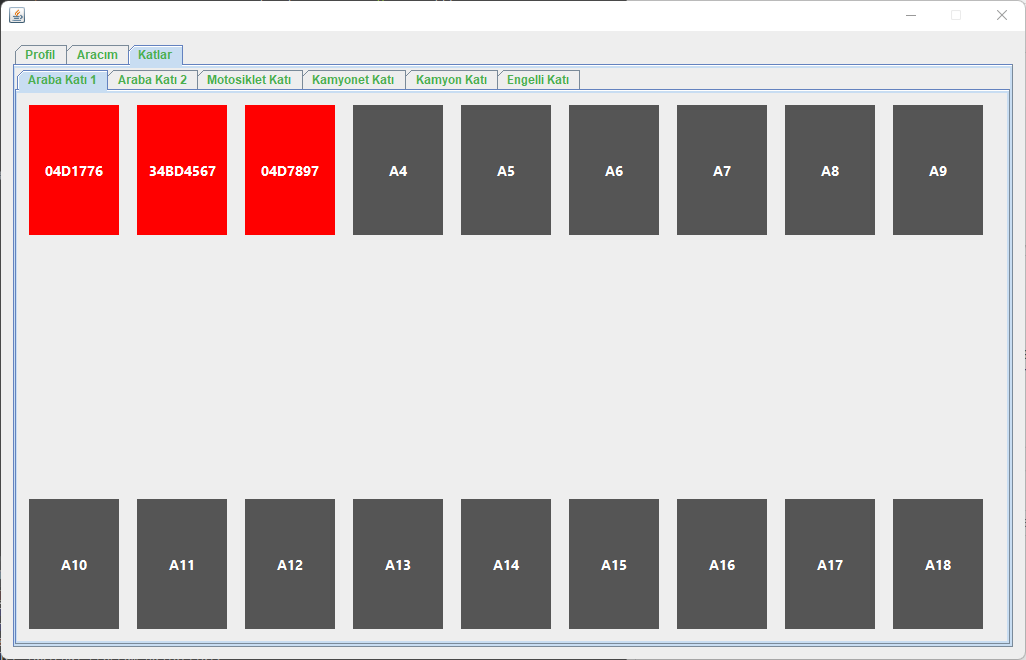 Profil Aracım Katlar
Araba Katı 1 Araba Katı 2 Motosiklet Katı Kamyonet Katı Kamyon Katı Engelli Katı
04D1776 34BD4567 04D7897 A4 A5 A6 A7 A8 A9
A10 A11 A12 A13 A14 A15 A16 A17 A18